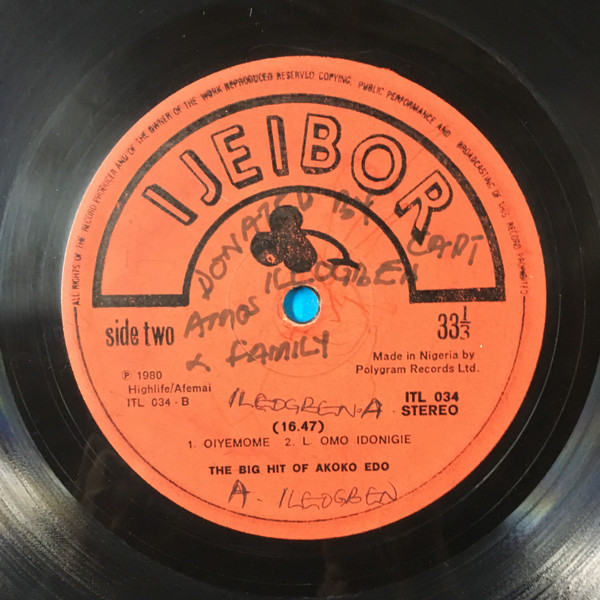 ALL RIGHTS OF THE RECORD PRODUCER AND OF THE OWNER OF THE WORK REPRODUCED RESERVED COPYING, PUBLIC PERFORMANCE AND BROADCASTING OF THIS RECORD PROHIBITED
IJEIBOR
DONATED BY CAPT
AMOS ILEOGBEN
& FAMILY
side two
33⅓
℗ 1980
Highlife/Afemai
ITL 034 - B
Made in Nigeria by
Polygram Records Ltd.
ITL 034
STEREO
ILEOGBEN.A
(16.47)
1. OIYEMOME 2. L. OMO IDONIGIE
THE BIG HIT OF AKOKO EDO
A. ILEOGBEN